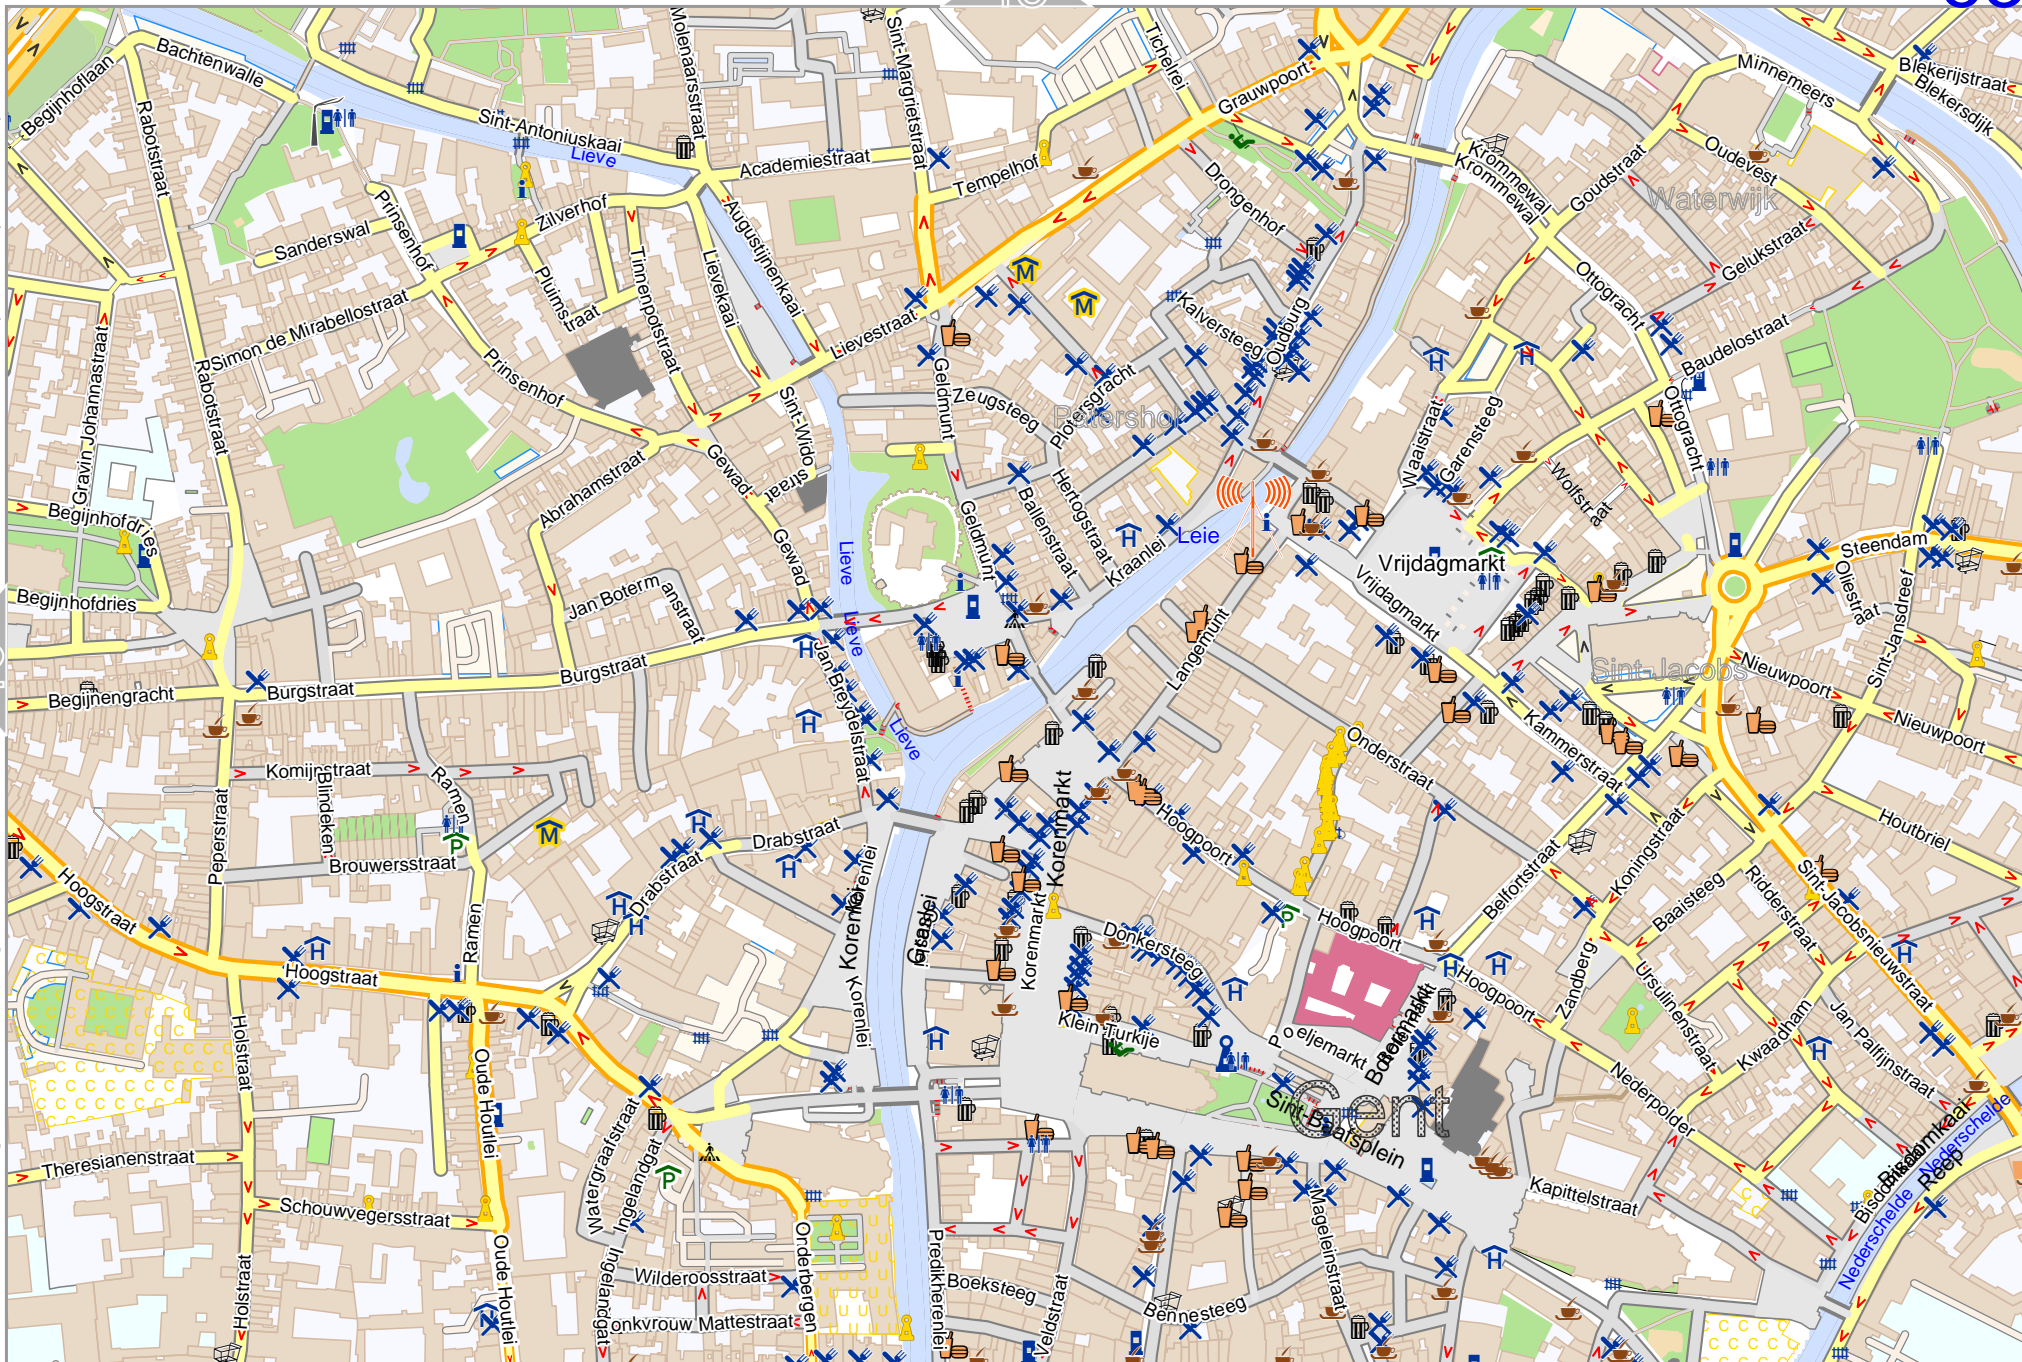 Begijnhoflaan
Bachtenwalle
Rabotstraat
Sint-Antoniuskaai
Lieve
Molenaarsstraat
Academiestraat
Sint-Margrietstraat
Tichelrei
Grauwpoort
Tempelhof
Minnemeers
Blekerijstraat
Blekersdijk
Krommewal
Krommewal
Goudstraat
Oudevest
Waterwijk
Gelukstraat
Drongenhof
Prinsenhof
Sanderswal
Zilverhof
Augustijnenkaai
Pluimstraat
Tinnenpotstraat
Lievekaai
Simon de Mirabellostraat
Prinsenhof
Lievestraat
Geldmunt
Kalversteeg
Oudburg
Ottogracht
Baudelostraat
Gravin Johannastraat
Rabotstraat
Zeugsteeg
Plotersgracht
Patershol
Waaistraat
Garensteeg
Ottogracht
Wolfstraat
Sint-Widostraat
Gewad
Abrahamstraat
Begijnhofdries
Begijnhofdries
Gewad
Lieve
Lieve
Geldmunt
Ballenstraat
Hertogstraat
Kraanlei
Leie
Vrijdagmarkt
Vrijdagmarkt
Steendam
Oliestraat
Sint-Jansdreef
Jan Botermanstraat
Burgstraat
Burgstraat
Begijnengracht
Jan Breydelstraat
Lieve
Langemunt
Sint-Jacobs
Nieuwpoort
Nieuwpoort
Kammerstraat
Onderstraat
Komijnstraat
Blindeken
Ramen
Peperstraat
Brouwersstraat
Drabstraat
Drabstraat
Korenmarkt
Korenmarkt
Hoogpoort
Houtbriel
Belfortstraat
Koningstraat
Baaisteeg
Ridderstraat
Sint-Jacobsnieuwstraat
Hoogstraat
Hoogstraat
Ramen
Korenlei
Korenlei
Korenlei
Graslei
Donkersteeg
Hoogpoort
Hoogpoort
Zandberg
Ursulinenstraat
Kwaadham
Jan Palfijnstraat
Klein Turkije
Poeljemarkt
Botermarkt
Gent
Sint-Baafsplein
Nederpolder
Holstraat
Oude Houtlei
Theresianenstraat
Schouwvegersstraat
Watergraafstraat
Ingelandgat
Ingelandgat
Onderbergen
Wilderoosstraat
Jonkvrouw Mattestraat
Predikherenlei
Boeksteeg
Veldstraat
Bennesteeg
Mageleinstraat
Kapittelstraat
Bisdomkaai
Reep
Nederschelde
Nederschelde
Holstraat
Oude Houtlei